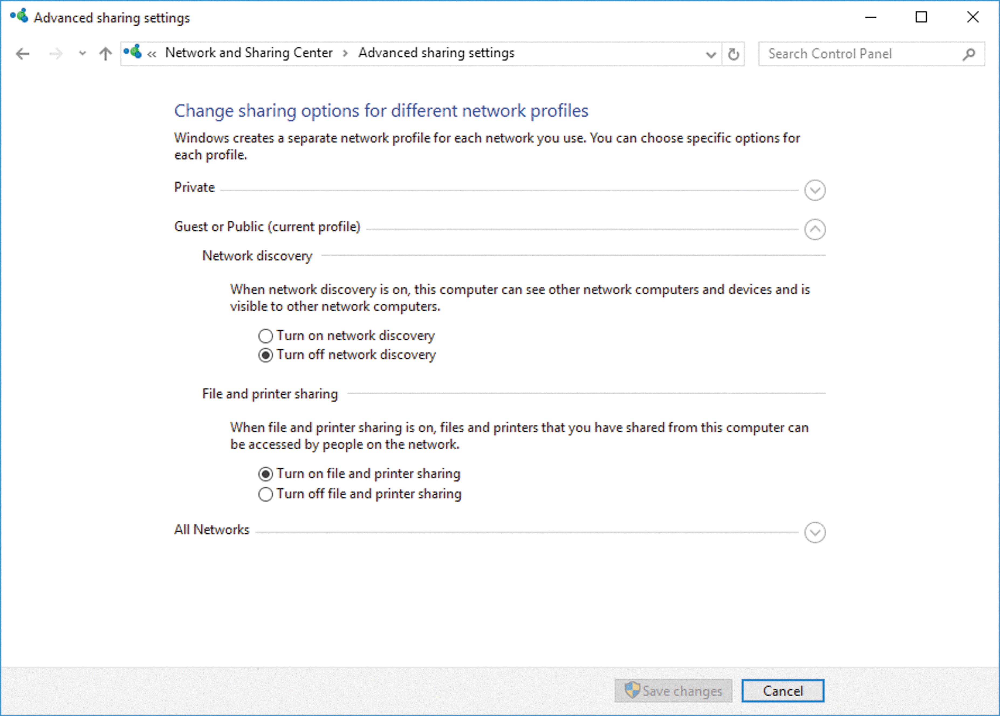 Advanced sharing settings
« Network and Sharing Center > Advanced sharing settings
Search Control Panel
Change sharing options for different network profiles
Windows creates a separate network profile for each network you use. You can choose specific options for
each profile.
Private
Guest or Public (current profile)
Network discovery
When network discovery is on, this computer can see other network computers and devices and is
visible to other network computers.
Turn on network discovery
Turn off network discovery
File and printer sharing
When file and printer sharing is on, files and printers that you have shared from this computer can
be accessed by people on the network.
Turn on file and printer sharing
Turn off file and printer sharing
All Networks
Save changes
Cancel